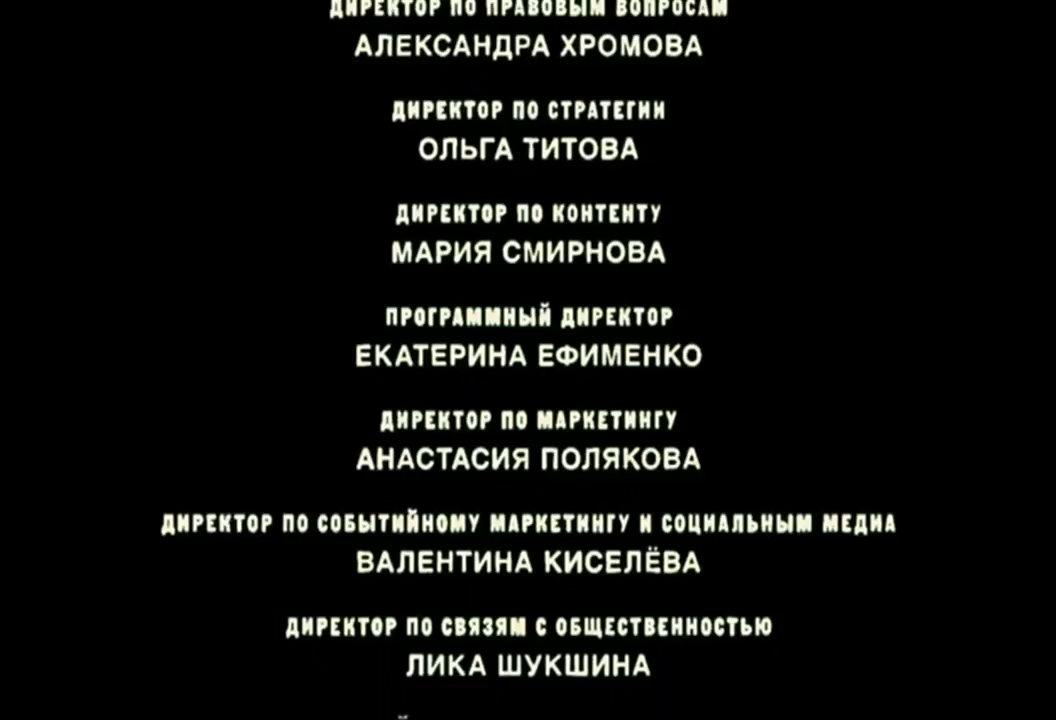 ДИРЕКТОР ПО ПРАВОВЫМ ВОПРОСАМ
АЛЕКСАНДРА ХРОМОВА
ДИРЕКТОР ПО СТРАТЕГИИ
ОЛЬГА ТИТОВА
ДИРЕКТОР ПО КОНТЕНТУ
МАРИЯ СМИРНОВА
ПРОГРАММНЫЙ ДИРЕКТОР
ЕКАТЕРИНА ЕФИМЕНКО
ДИРЕКТОР ПО МАРКЕТИНГУ
АНАСТАСИЯ ПОЛЯКОВА
ДИРЕКТОР ПО СОБЫТИЙНОМУ МАРКЕТИНГУ И СОЦИАЛЬНЫМ МЕДИА
ВАЛЕНТИНА КИСЕЛЁВА
ДИРЕКТОР ПО СВЯЗЯМ С ОБЩЕСТВЕННОСТЬЮ
ЛИКА ШУКШИНА